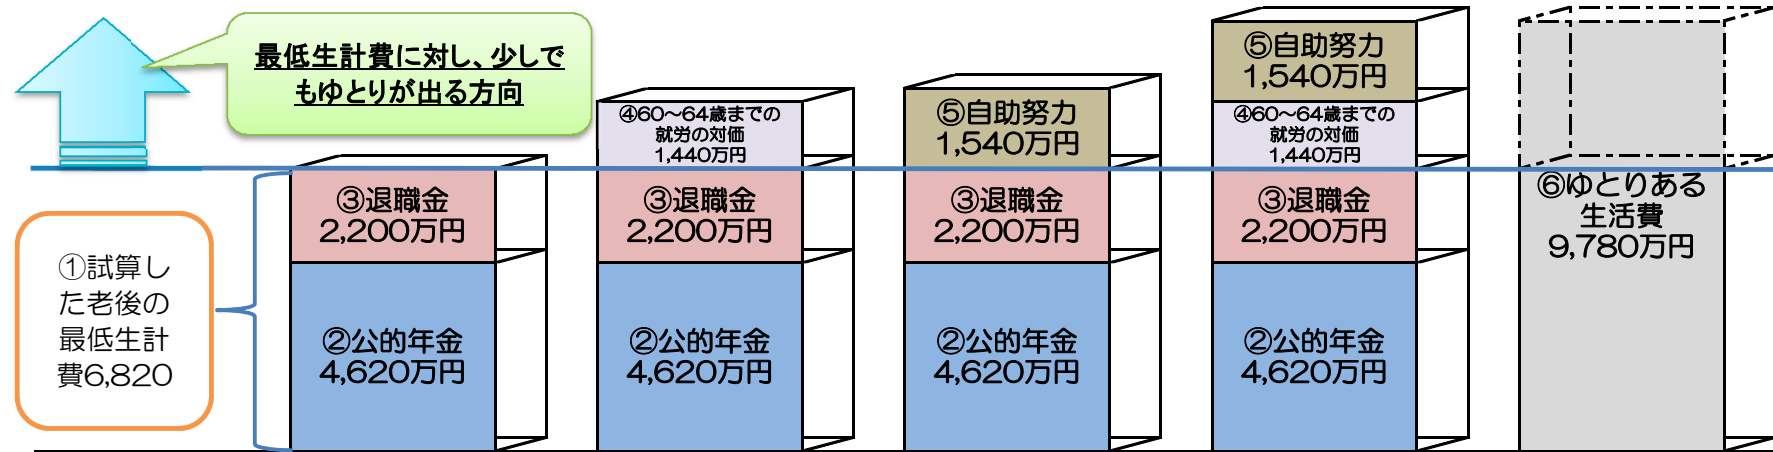 最低生計費に対し、少しで
もゆとりが出る方向
①試算し
た老後の
最低生計
費6,820
③退職金
2,200万円
②公的年金
4,620万円
④60～64歳までの
就労の対価
1,440万円
③退職金
2,200万円
②公的年金
4,620万円
⑤自助努力
1,540万円
③退職金
2,200万円
②公的年金
4,620万円
⑤自助努力
1,540万円
④60～64歳までの
就労の対価
1,440万円
③退職金
2,200万円
②公的年金
4,620万円
⑥ゆとりある
生活費
9,780万円